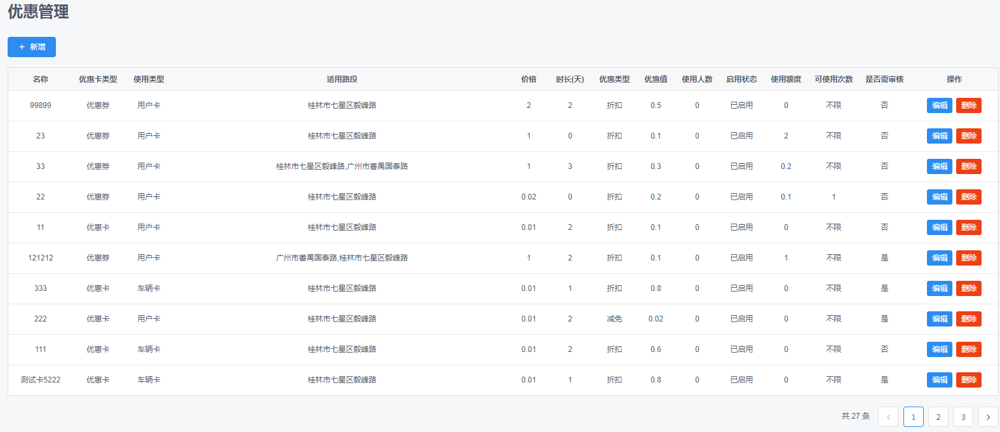 优惠管理
+ 新增
名称 优惠卡类型 使用类型 适用路段 价格 时长(天) 优惠类型 优惠值 使用人数 启用状态 使用额度 可使用次数 是否需审核 操作
99899 优惠券 用户卡 桂林市七星区毅峰路 2 2 折扣 0.5 0 已启用 0 不限 否 编辑 删除
23 优惠券 用户卡 桂林市七星区毅峰路 1 0 折扣 0.1 0 已启用 2 不限 否 编辑 删除
33 优惠券 用户卡 桂林市七星区毅峰路,广州市番禺国泰路 1 3 折扣 0.3 0 已启用 0.2 不限 否 编辑 删除
22 优惠券 用户卡 桂林市七星区毅峰路 0.02 0 折扣 0.2 0 已启用 0.1 1 否 编辑 删除
11 优惠卡 用户卡 桂林市七星区毅峰路 0.01 2 折扣 0.1 0 已启用 0 不限 否 编辑 删除
121212 优惠券 用户卡 广州市番禺国泰路,桂林市七星区毅峰路 1 2 折扣 0.1 0 已启用 1 不限 是 编辑 删除
333 优惠卡 车辆卡 桂林市七星区毅峰路 0.01 1 折扣 0.8 0 已启用 0 不限 是 编辑 删除
222 优惠卡 用户卡 桂林市七星区毅峰路 0.01 2 减免 0.02 0 已启用 0 不限 是 编辑 删除
111 优惠卡 车辆卡 桂林市七星区毅峰路 0.01 2 折扣 0.6 0 已启用 0 不限 否 编辑 删除
测试卡5222 优惠卡 车辆卡 桂林市七星区毅峰路 0.01 1 折扣 0.8 0 已启用 0 不限 是 编辑 删除
共 27 条 < 1 2 3 >